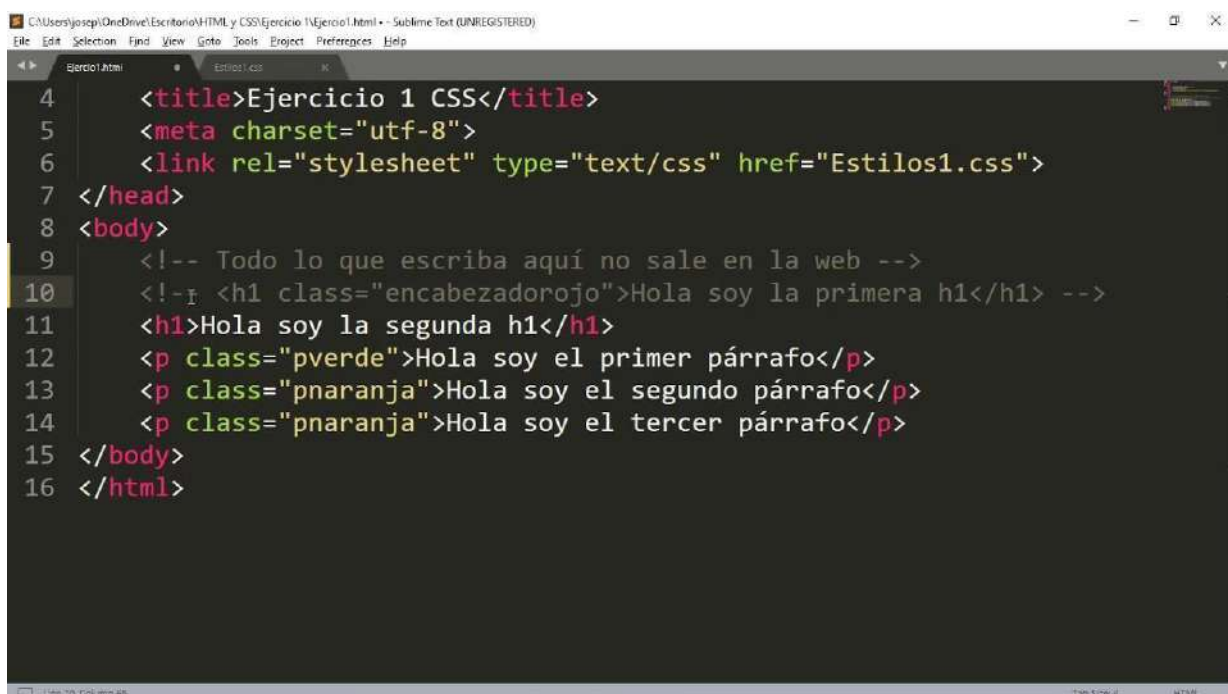 C:\Users\josep\OneDrive\Escritorio\HTML y CSS\Ejercicio 1\Ejercio1.html • - Sublime Text (UNREGISTERED)
File Edit Selection Find View Goto Tools Project Preferences Help
Ejercio1.html Estilos1.css
4 <title>Ejercicio 1 CSS</title>
5 <meta charset="utf-8">
6 <link rel="stylesheet" type="text/css" href="Estilos1.css">
7 </head>
8 <body>
9 <!-- Todo lo que escriba aquí no sale en la web -->
10 <!-- <h1 class="encabezadorojo">Hola soy la primera h1</h1> -->
11 <h1>Hola soy la segunda h1</h1>
12 <p class="pverde">Hola soy el primer párrafo</p>
13 <p class="pnaranja">Hola soy el segundo párrafo</p>
14 <p class="pnaranja">Hola soy el tercer párrafo</p>
15 </body>
16 </html>
HTML